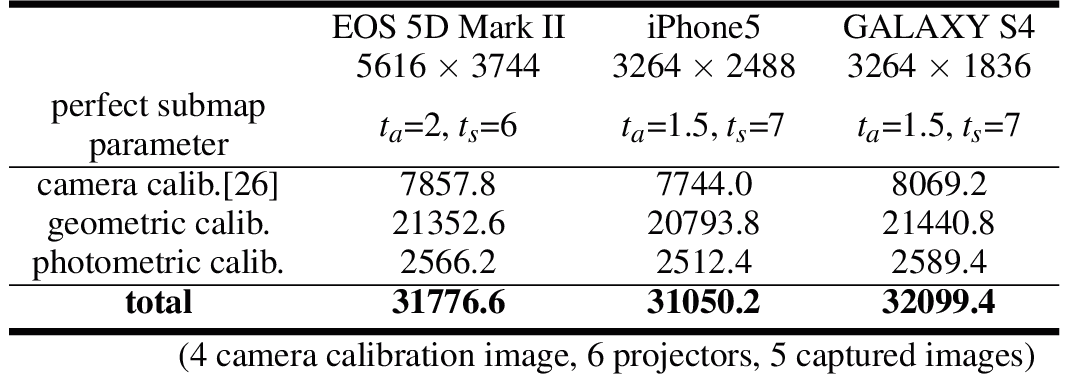 EOS 5D Mark II iPhone5 GALAXY S4
5616 × 3744 3264 × 2488 3264 × 1836
perfect submap parameter t_a=2, t_s=6 t_a=1.5, t_s=7 t_a=1.5, t_s=7
camera calib.[26] 7857.8 7744.0 8069.2
geometric calib. 21352.6 20793.8 21440.8
photometric calib. 2566.2 2512.4 2589.4
total 31776.6 31050.2 32099.4
(4 camera calibration image, 6 projectors, 5 captured images)